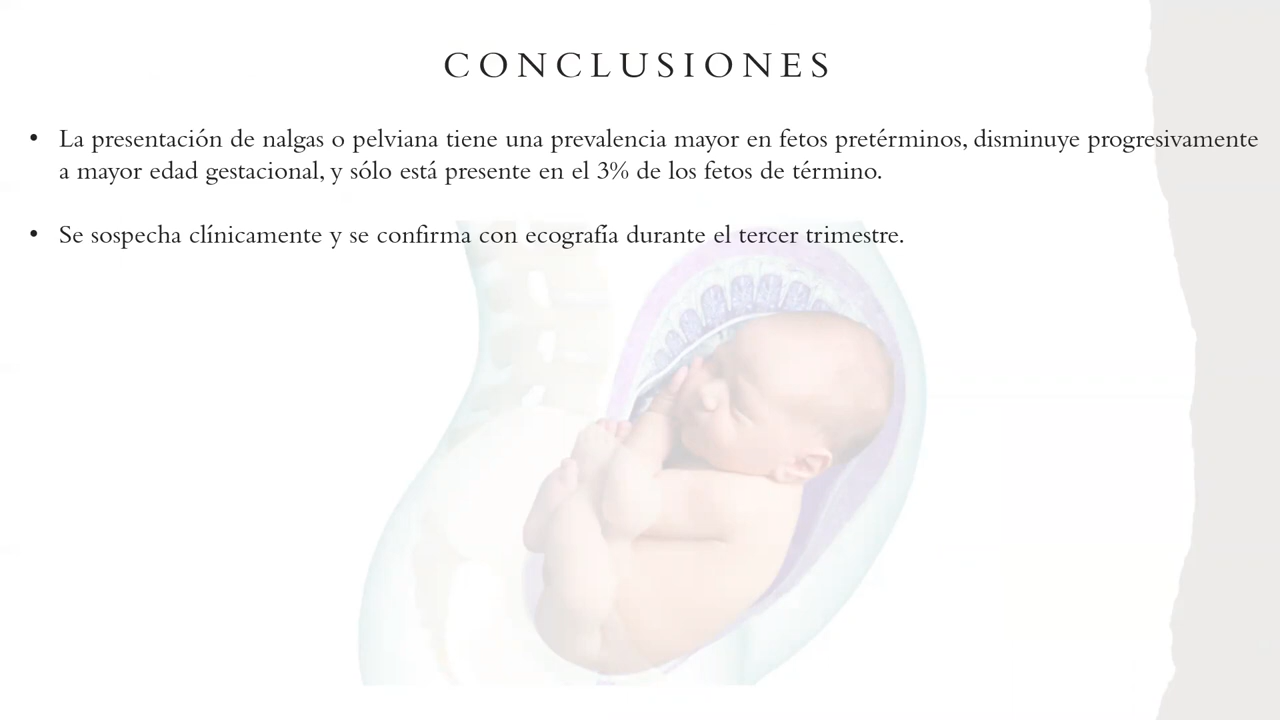 CONCLUSIONES
• La presentación de nalgas o pelviana tiene una prevalencia mayor en fetos pretérminos, disminuye progresivamente
a mayor edad gestacional, y sólo está presente en el 3% de los fetos de término.
• Se sospecha clínicamente y se confirma con ecografía durante el tercer trimestre.